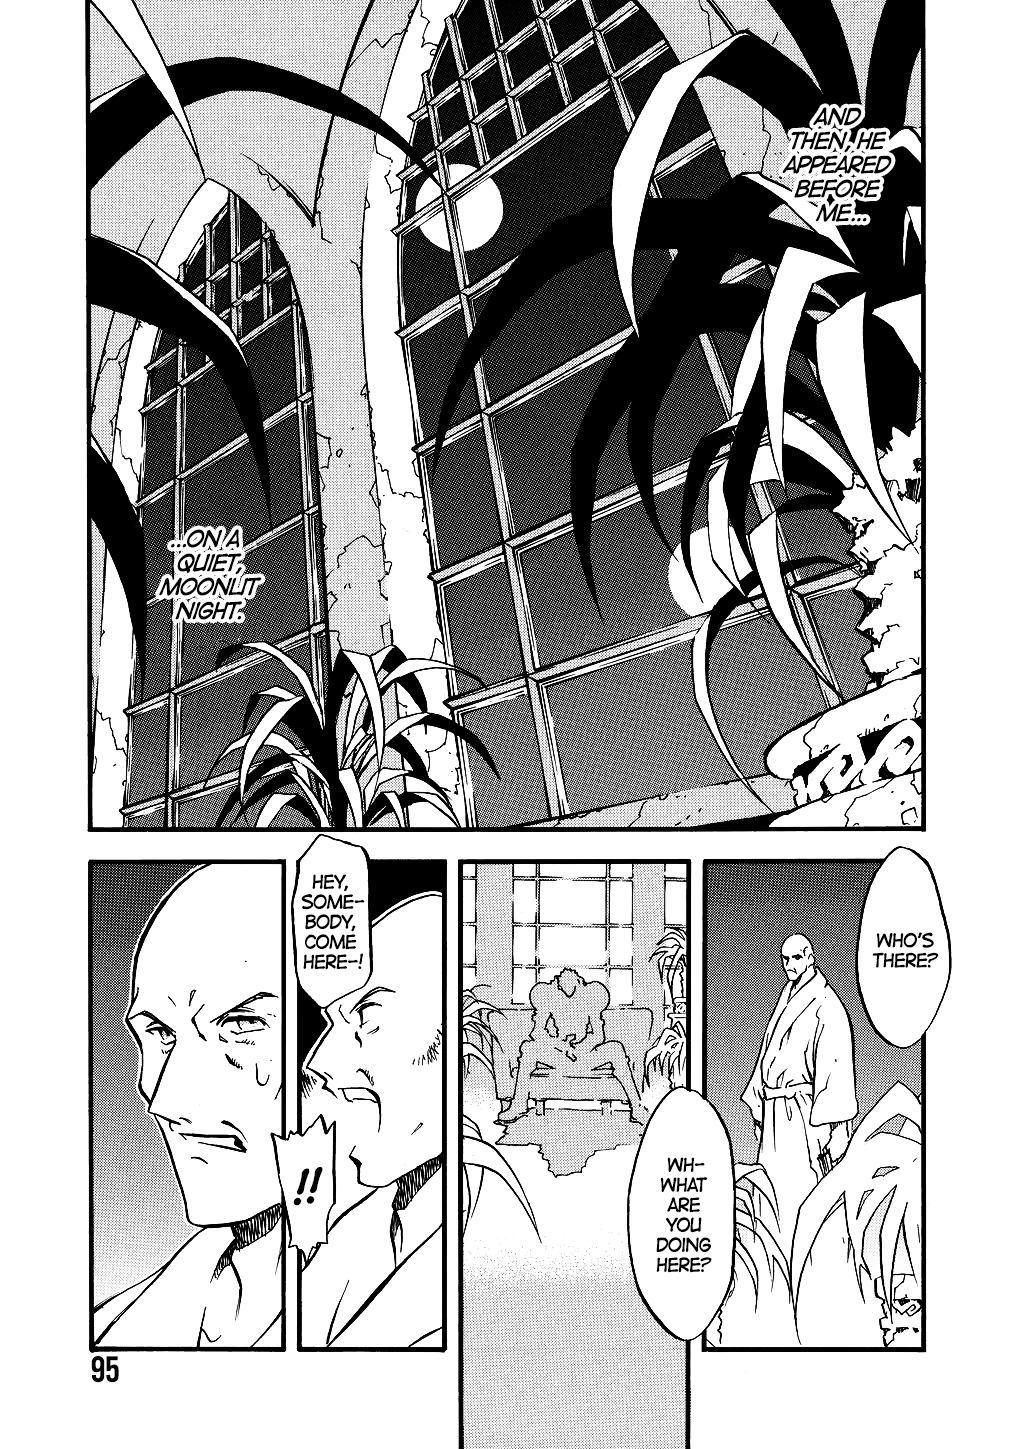 AND
THEN, HE
APPEARED
BEFORE
ME...
...ON A
QUIET,
MOONLIT
NIGHT.
WHO'S
THERE?
WH–
WHAT
ARE
YOU
DOING
HERE?
HEY,
SOME–
BODY,
COME
HERE–!
!!
95